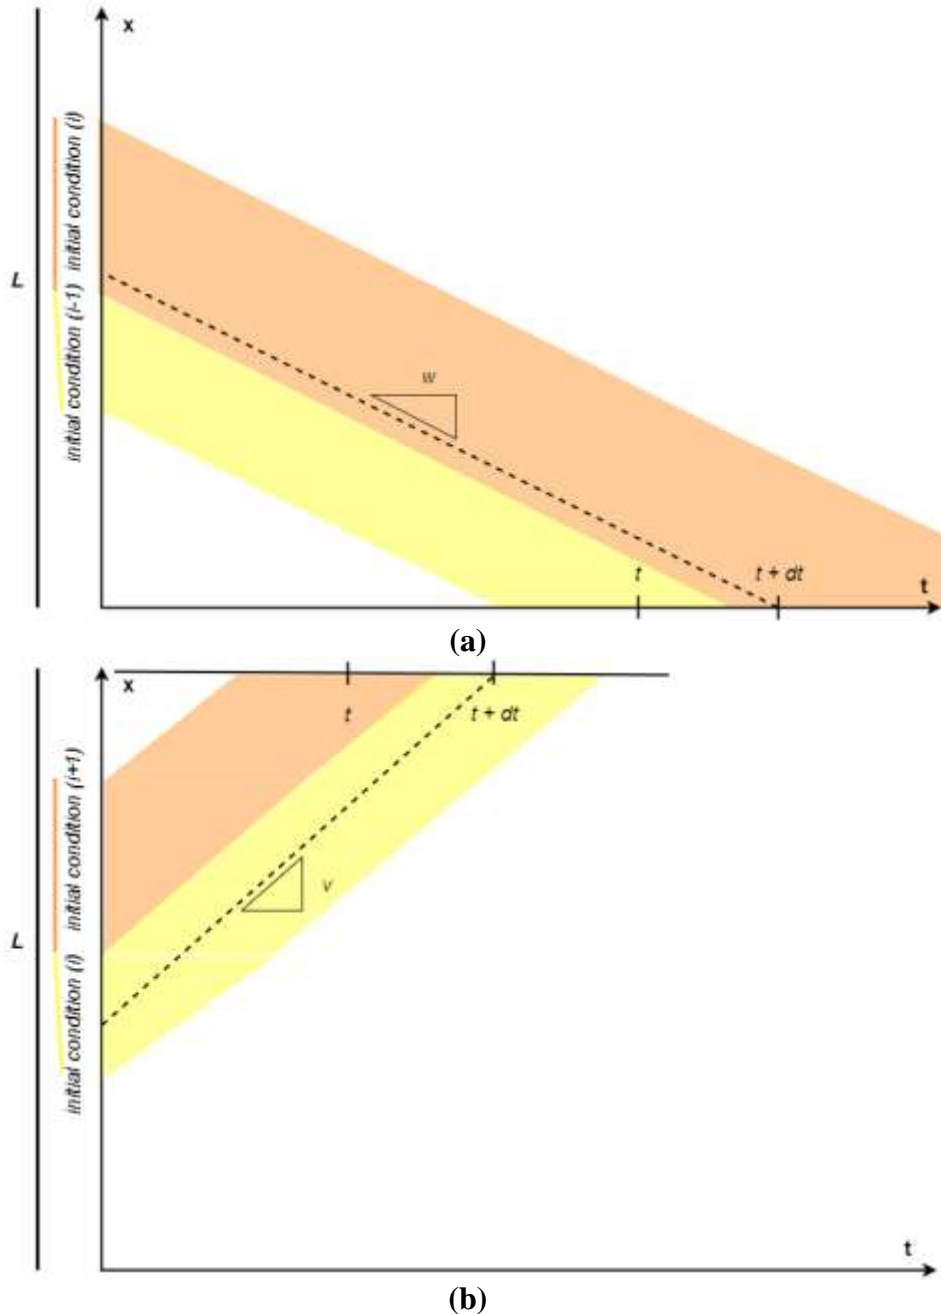 x
L
initial condition (i)
initial condition (i-1)
w
t
t + dt
t
(a)
x
t
t + dt
L
initial condition (i+1)
initial condition (i)
v
t
(b)